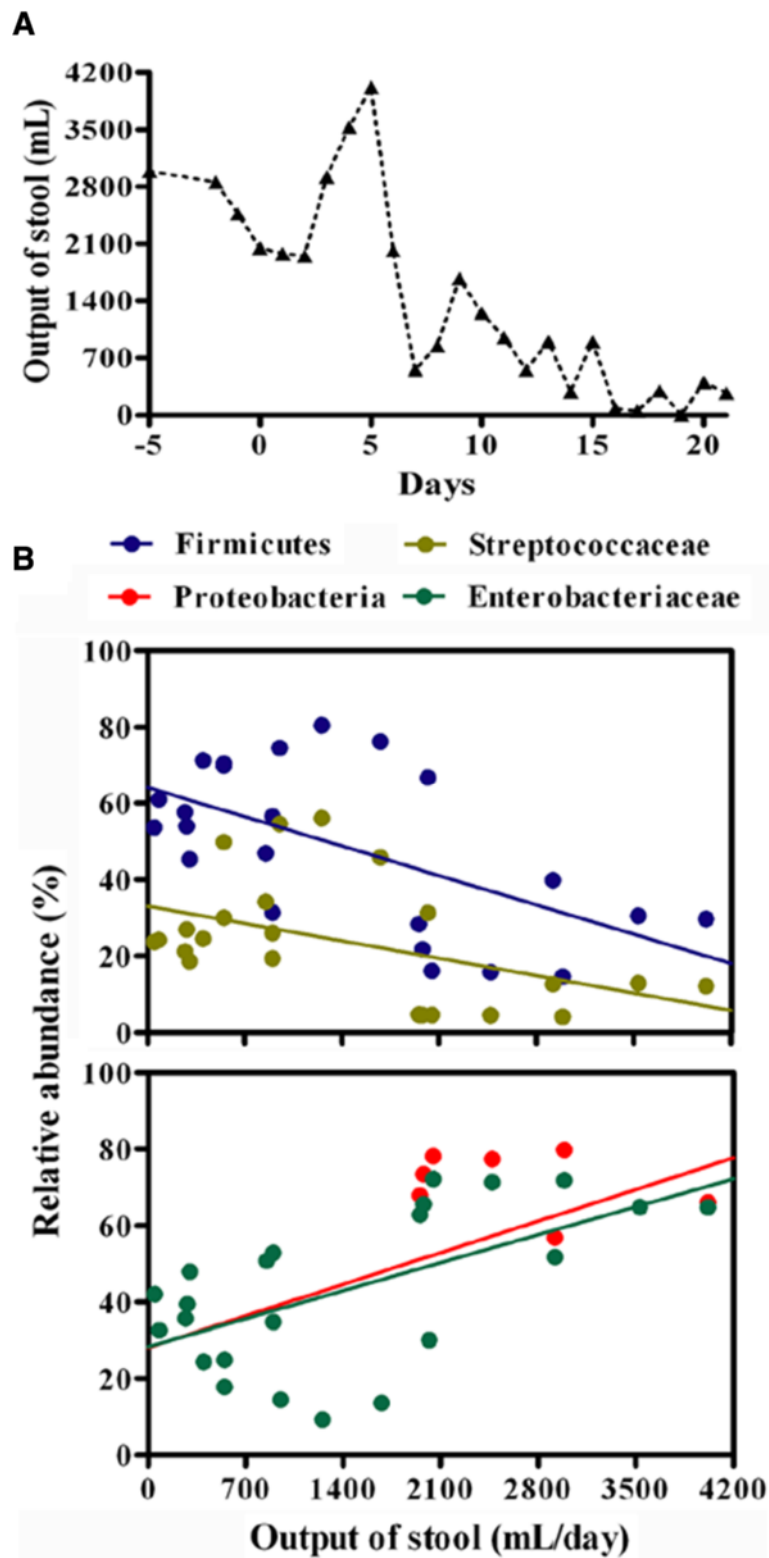 A
4200
3500
2800
2100
1400
700
0
Output of stool (mL)
-5 0 5 10 15 20
Days
B
Firmicutes Streptococcaceae
Proteobacteria Enterobacteriaceae
Relative abundance (%)
100
80
60
40
20
0
100
80
60
40
20
0
0 700 1400 2100 2800 3500 4200
Output of stool (mL/day)